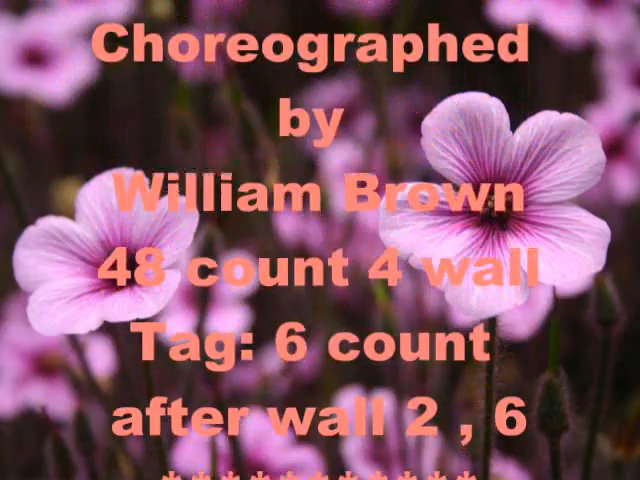 Choreographed
by
William Brown
48 count 4 wall
Tag: 6 count
after wall 2 , 6
***********